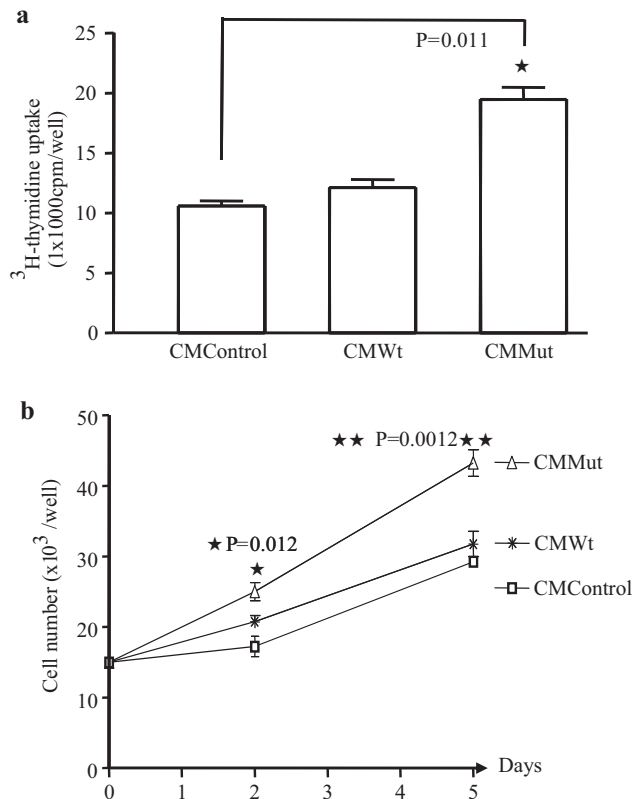 a
P=0.011
★
25
20
15
10
5
0
³H-thymidine uptake
(1x1000cpm/well)
CMControl CMWt CMMut
b
50
40
30
20
10
0
Cell number (x10³ /well)
★★ P=0.0012★★
★P=0.012
★
CMMut
CMWt
CMControl
0 1 2 3 4 5 Days